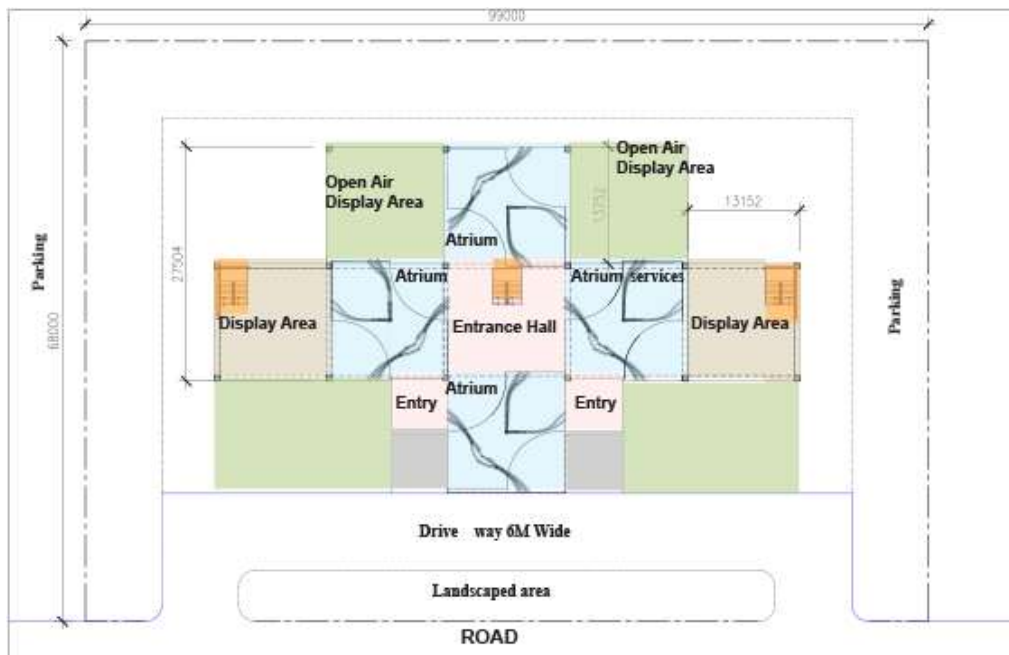 99000
Open Air
Display Area
Open Air
Display Area
13152
13752
27504
Parking
68000
Atrium
Atrium
Atrium services
Parking
Display Area
Entrance Hall
Display Area
Atrium
Entry
Entry
Drive way 6M Wide
Landscaped area
ROAD